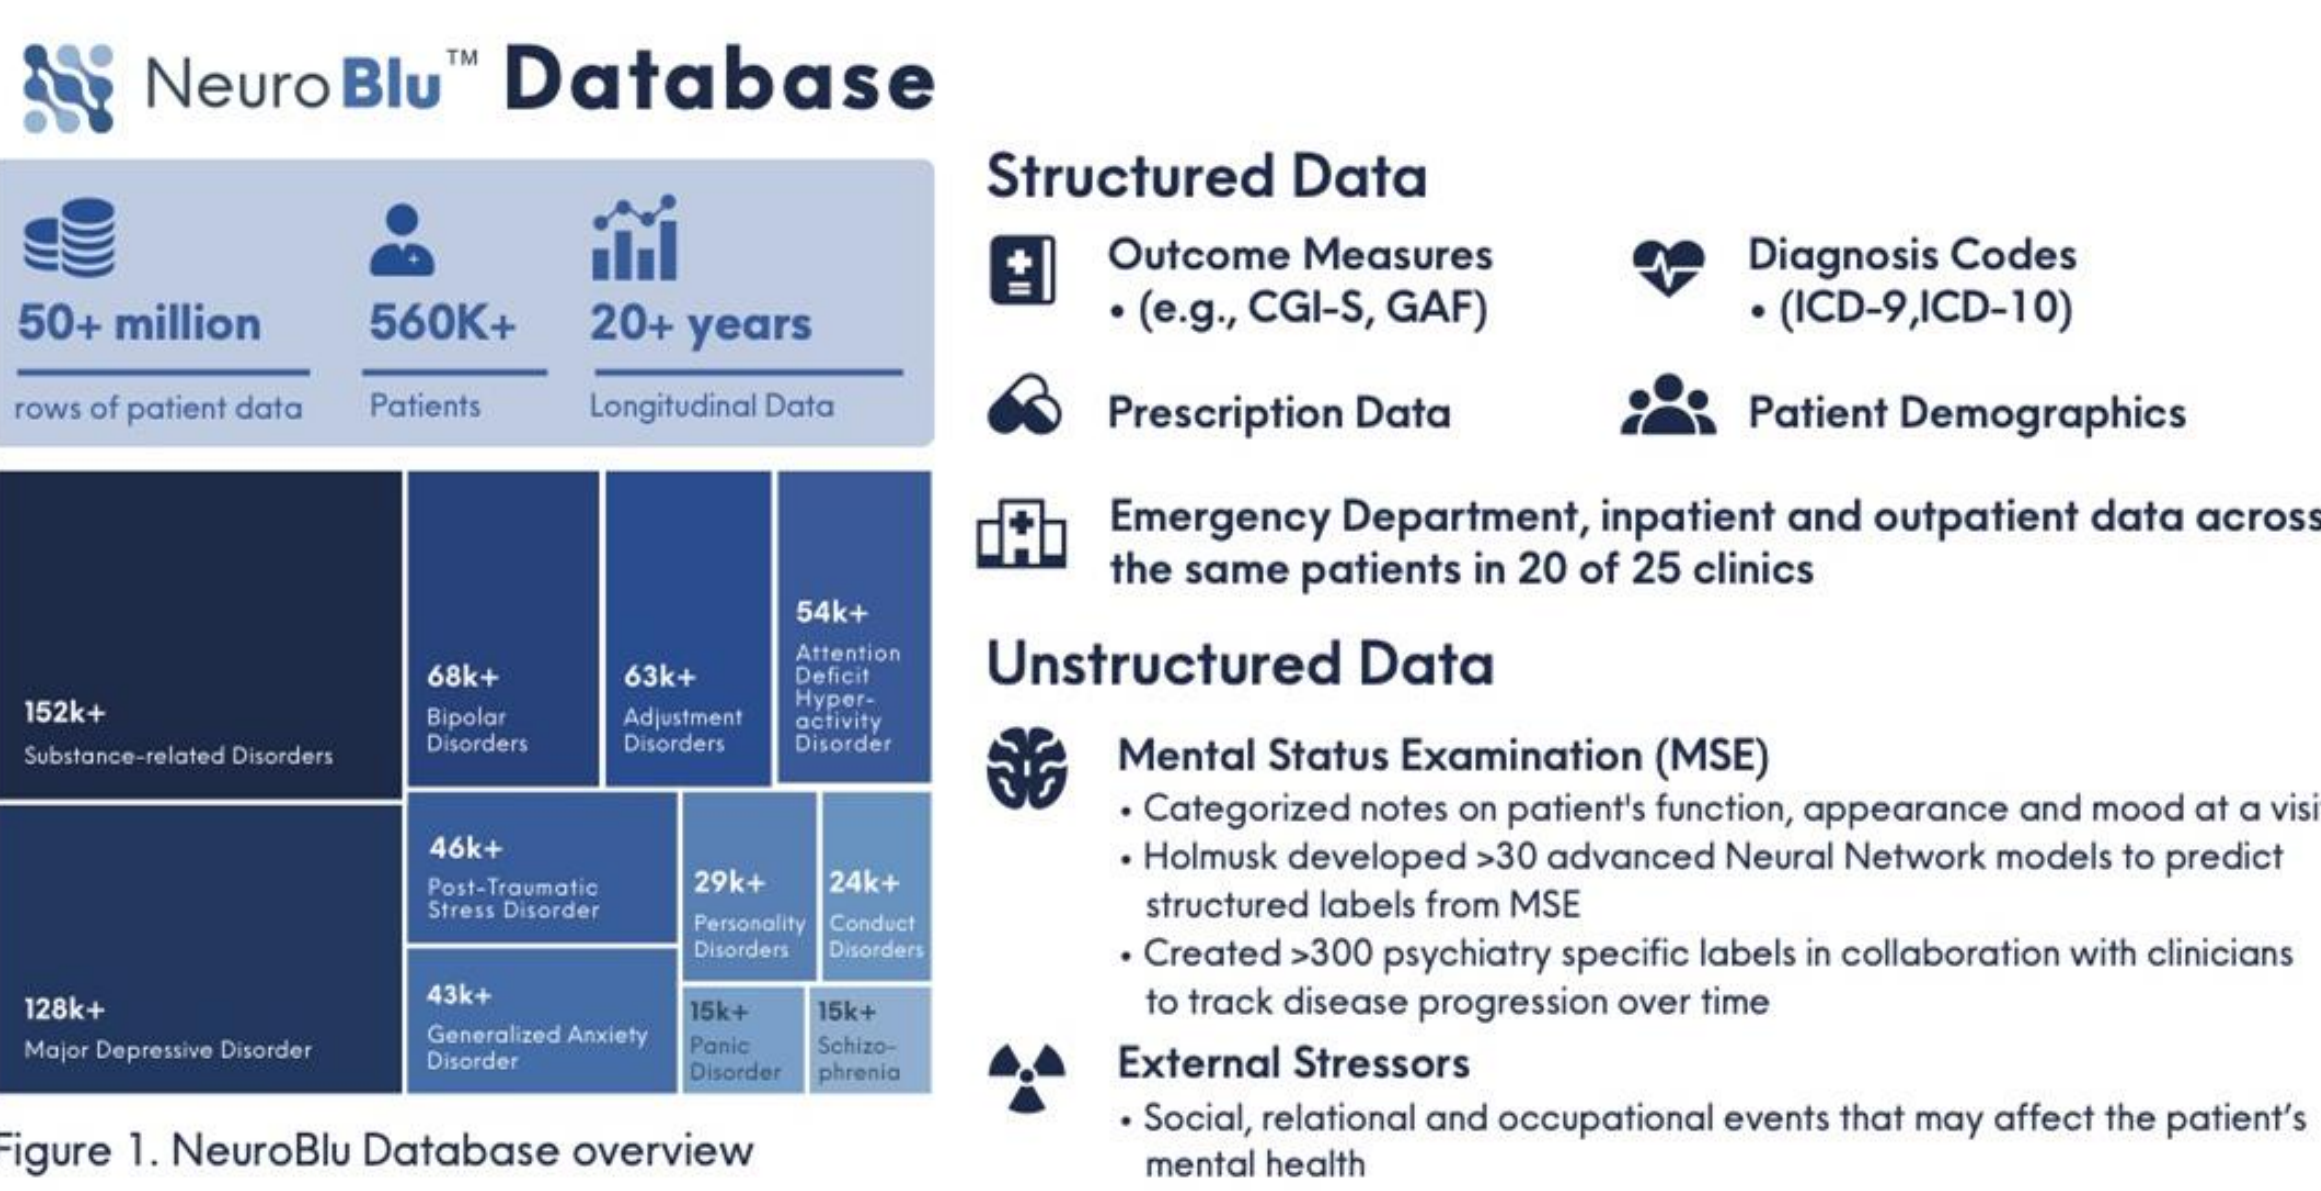 NeuroBlu™ Database
50+ million
rows of patient data
560K+
Patients
20+ years
Longitudinal Data
152k+
Substance-related Disorders
128k+
Major Depressive Disorder
68k+
Bipolar
Disorders
63k+
Adjustment
Disorders
54k+
Attention
Deficit
Hyper-
activity
Disorder
46k+
Post-Traumatic
Stress Disorder
43k+
Generalized Anxiety
Disorder
29k+
Personality
Disorders
24k+
Conduct
Disorders
15k+
Panic
Disorder
15k+
Schizo-
phrenia
Figure 1. NeuroBlu Database overview
Structured Data
Outcome Measures
• (e.g., CGI-S, GAF)
Diagnosis Codes
• (ICD-9,ICD-10)
Prescription Data
Patient Demographics
Emergency Department, inpatient and outpatient data across
the same patients in 20 of 25 clinics
Unstructured Data
Mental Status Examination (MSE)
• Categorized notes on patient's function, appearance and mood at a visi
• Holmusk developed >30 advanced Neural Network models to predict
structured labels from MSE
• Created >300 psychiatry specific labels in collaboration with clinicians
to track disease progression over time
External Stressors
• Social, relational and occupational events that may affect the patient’s
mental health